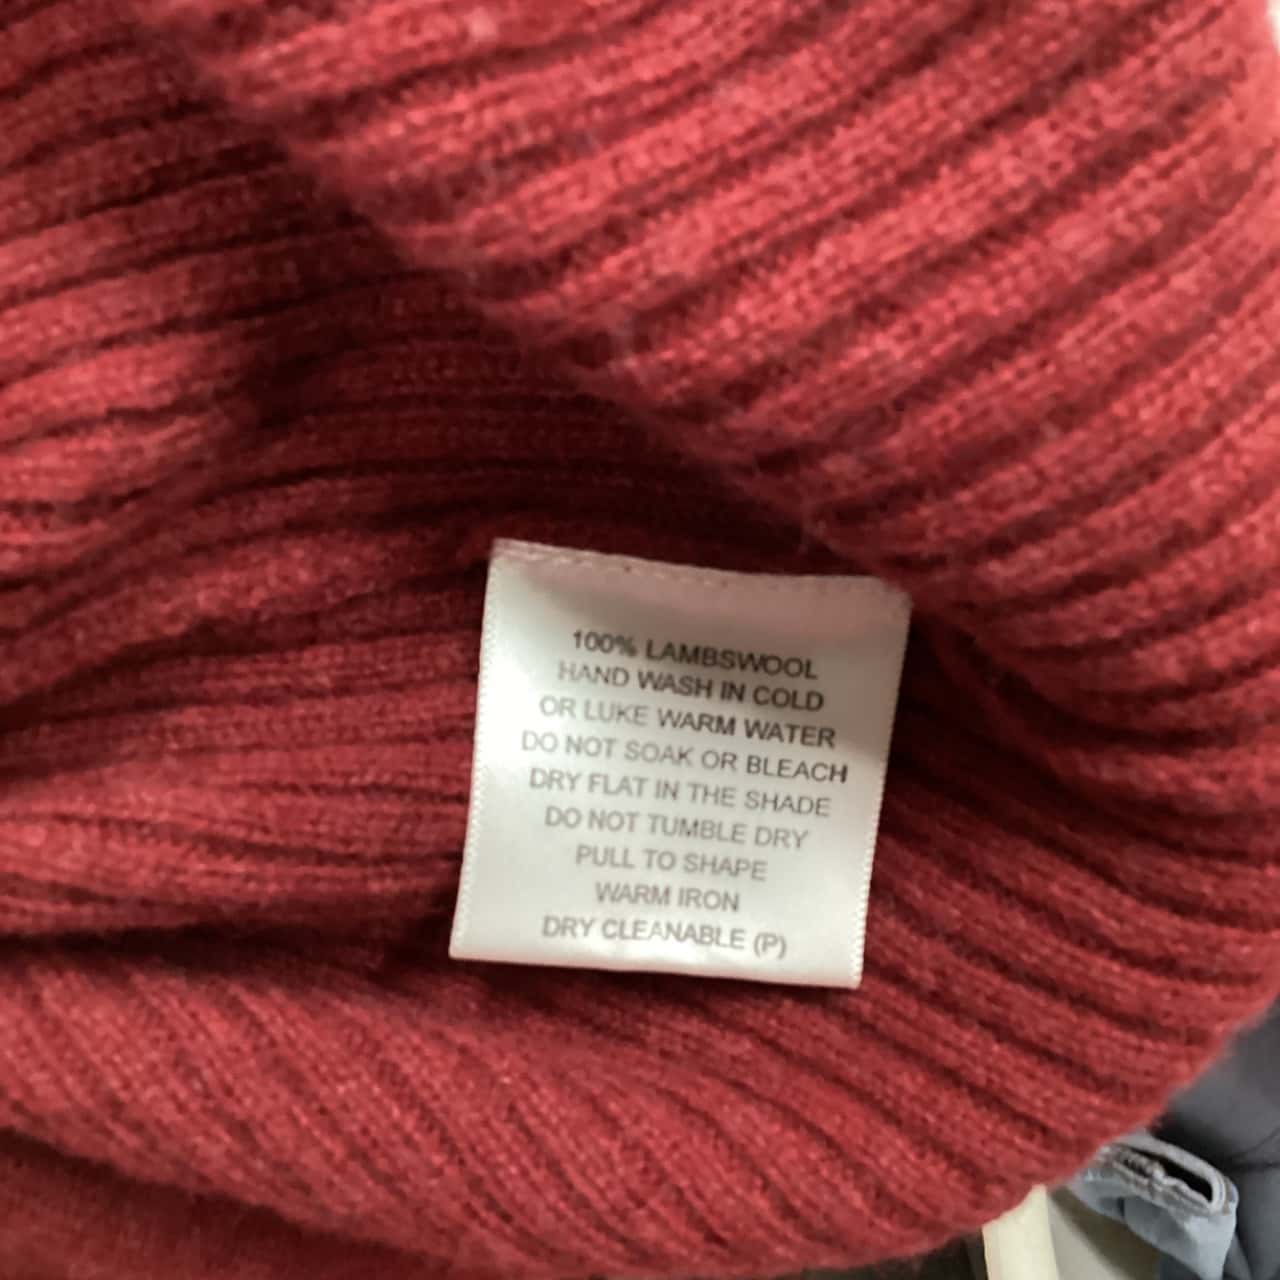 100% LAMBSWOOL
HAND WASH IN COLD
OR LUKE WARM WATER
DO NOT SOAK OR BLEACH
DRY FLAT IN THE SHADE
DO NOT TUMBLE DRY
PULL TO SHAPE
WARM IRON
DRY CLEANABLE (P)